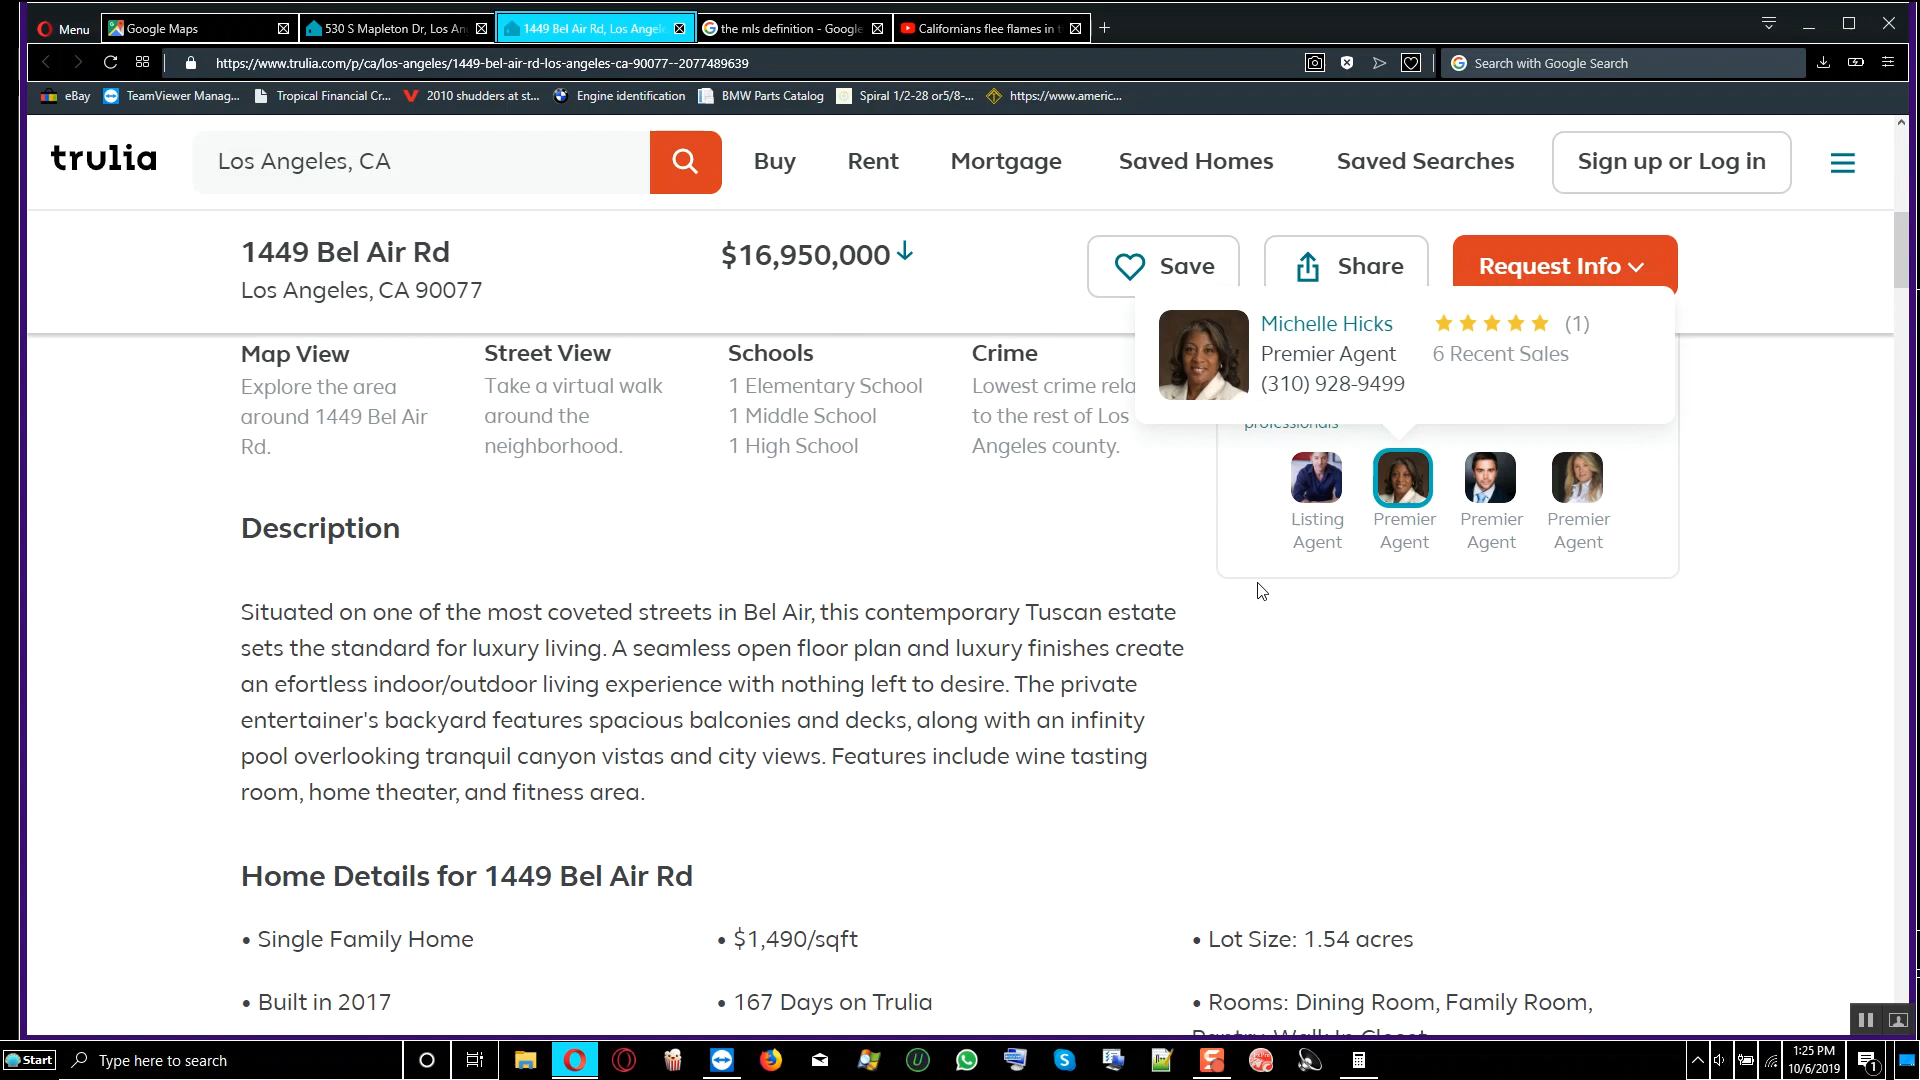 Menu
Google Maps
530 S Mapleton Dr, Los An
1449 Bel Air Rd, Los Angele
the mls definition - Google
Californians flee flames in t
https://www.trulia.com/p/ca/los-angeles/1449-bel-air-rd-los-angeles-ca-90077--2077489639
Search with Google Search
eBay
TeamViewer Manag...
Tropical Financial Cr...
2010 shudders at st...
Engine identification
BMW Parts Catalog
Spiral 1/2-28 or5/8-...
https://www.americ...
trulia
Los Angeles, CA
Buy
Rent
Mortgage
Saved Homes
Saved Searches
Sign up or Log in
1449 Bel Air Rd
Los Angeles, CA 90077
$16,950,000
Save
Share
Request Info
Michelle Hicks
Premier Agent
(310) 928-9499
(1)
6 Recent Sales
professionals
Listing
Agent
Premier
Agent
Premier
Agent
Premier
Agent
Map View
Explore the area
around 1449 Bel Air
Rd.
Street View
Take a virtual walk
around the
neighborhood.
Schools
1 Elementary School
1 Middle School
1 High School
Crime
Lowest crime rela
to the rest of Los
Angeles county.
Description
Situated on one of the most coveted streets in Bel Air, this contemporary Tuscan estate
sets the standard for luxury living. A seamless open floor plan and luxury finishes create
an efortless indoor/outdoor living experience with nothing left to desire. The private
entertainer's backyard features spacious balconies and decks, along with an infinity
pool overlooking tranquil canyon vistas and city views. Features include wine tasting
room, home theater, and fitness area.
Home Details for 1449 Bel Air Rd
• Single Family Home
• $1,490/sqft
• Lot Size: 1.54 acres
• Built in 2017
• 167 Days on Trulia
• Rooms: Dining Room, Family Room,
Pantry, Walk In Closet
Start
Type here to search
1:25 PM
10/6/2019
1